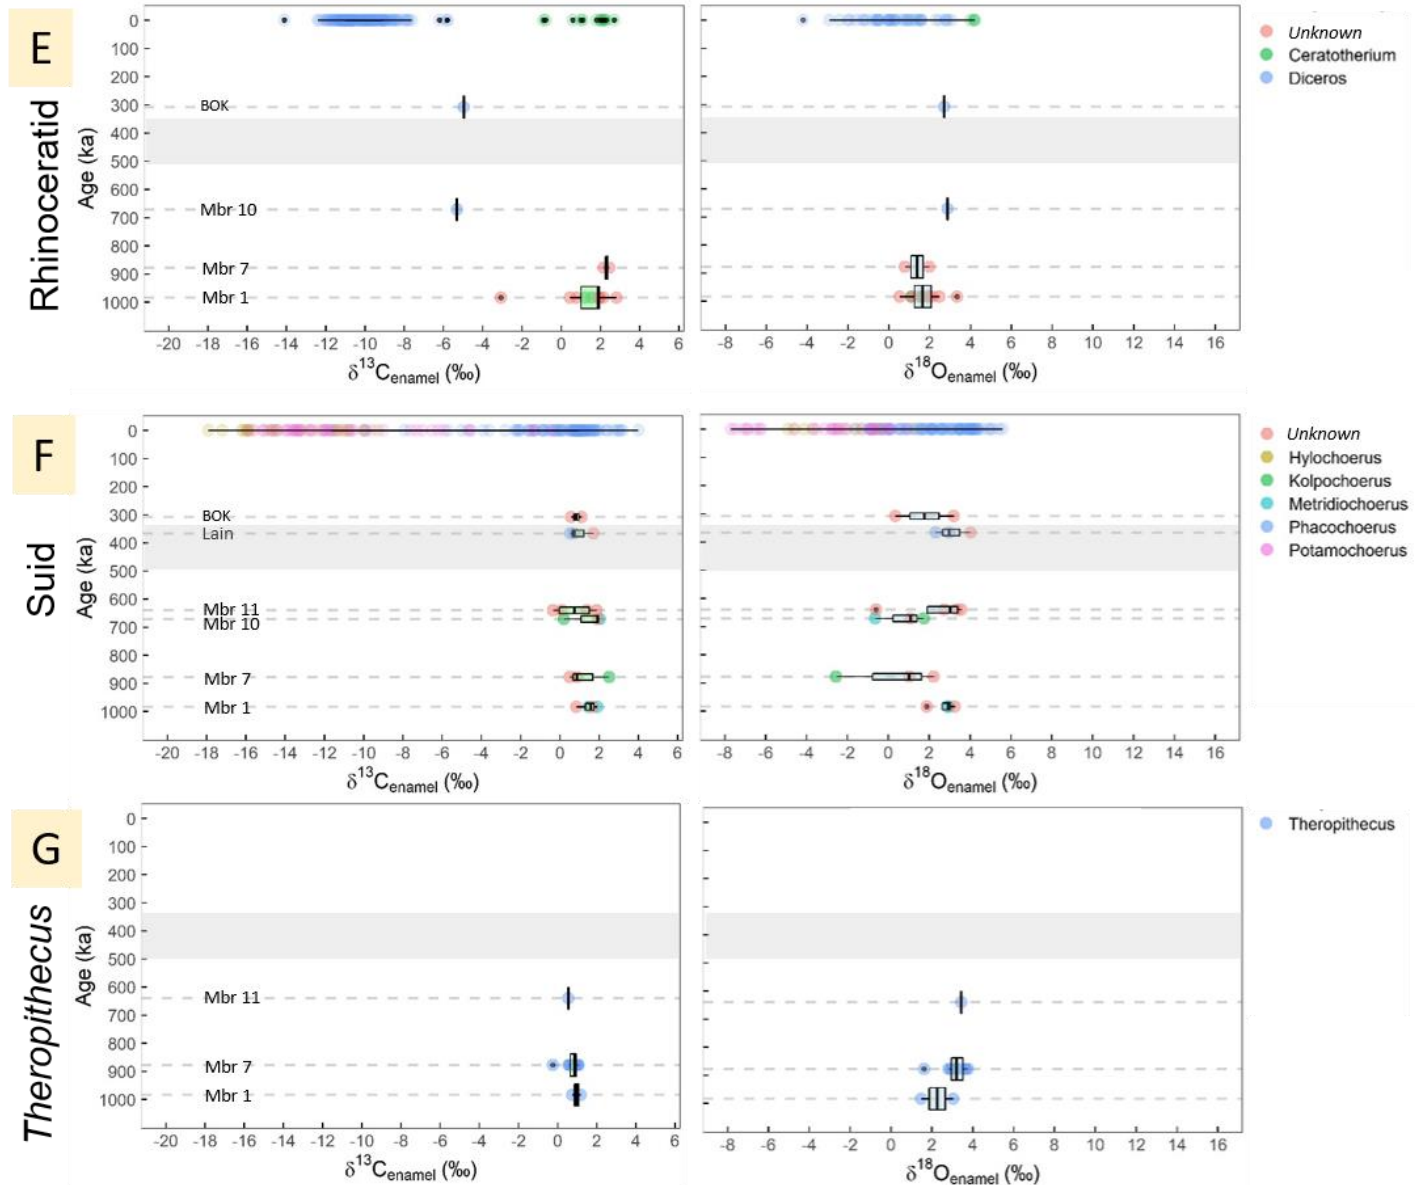 E
Rhinoceratid
Age (ka)
0
100
200
300
400
500
600
700
800
900
1000
BOK
Mbr 10
Mbr 7
Mbr 1
-20 -18 -16 -14 -12 -10 -8 -6 -4 -2 0 2 4 6
δ13Cenamel (‰)
-8 -6 -4 -2 0 2 4 6 8 10 12 14 16
δ18Oenamel (‰)
Unknown
Ceratotherium
Diceros
F
Suid
Age (ka)
0
100
200
300
400
500
600
700
800
900
1000
BOK
Lain
Mbr 11
Mbr 10
Mbr 7
Mbr 1
-20 -18 -16 -14 -12 -10 -8 -6 -4 -2 0 2 4 6
δ13Cenamel (‰)
-8 -6 -4 -2 0 2 4 6 8 10 12 14 16
δ18Oenamel (‰)
Unknown
Hylochoerus
Kolpochoerus
Metridiochoerus
Phacochoerus
Potamochoerus
G
Theropithecus
Age (ka)
0
100
200
300
400
500
600
700
800
900
1000
Mbr 11
Mbr 7
Mbr 1
-20 -18 -16 -14 -12 -10 -8 -6 -4 -2 0 2 4 6
δ13Cenamel (‰)
-8 -6 -4 -2 0 2 4 6 8 10 12 14 16
δ18Oenamel (‰)
Theropithecus